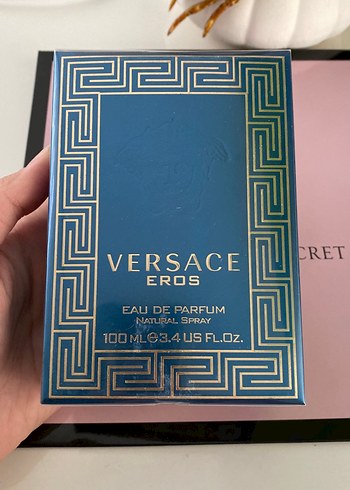 VERSACE
EROS
EAU DE PARFUM
NATURAL SPRAY
100 ML℮3.4 US FL.OZ.
CRET